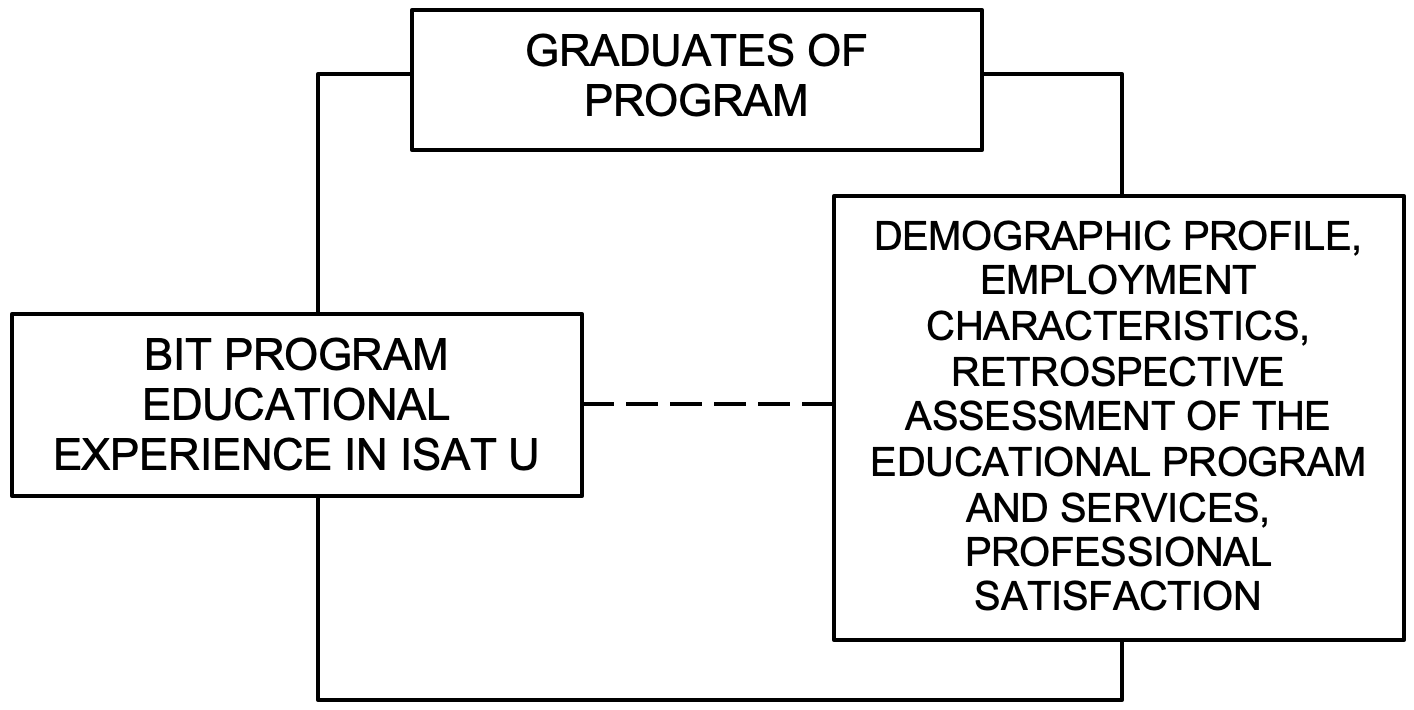 GRADUATES OF
PROGRAM
BIT PROGRAM
EDUCATIONAL
EXPERIENCE IN ISAT U
DEMOGRAPHIC PROFILE,
EMPLOYMENT
CHARACTERISTICS,
RETROSPECTIVE
ASSESSMENT OF THE
EDUCATIONAL PROGRAM
AND SERVICES,
PROFESSIONAL
SATISFACTION